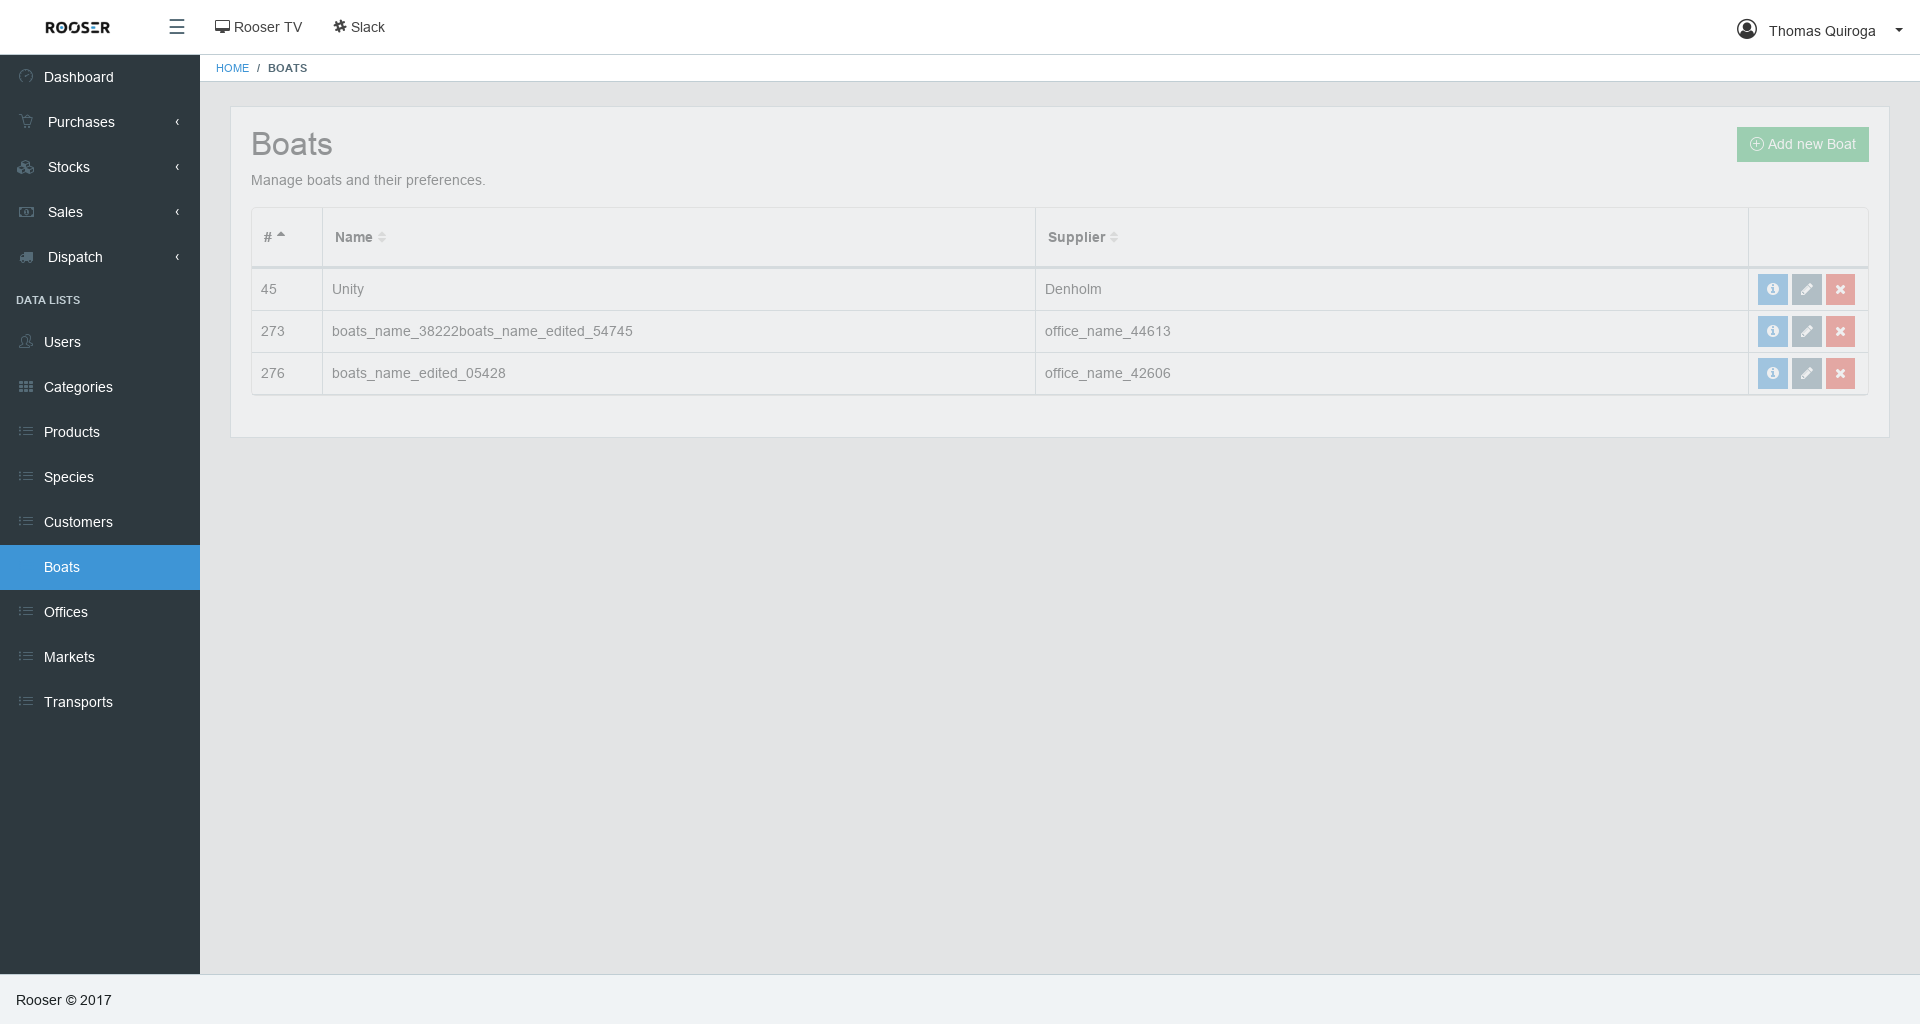 ROOSER
Rooser TV
Slack
Thomas Quiroga
HOME / BOATS
Dashboard
Purchases
Stocks
Sales
Dispatch
DATA LISTS
Users
Categories
Products
Species
Customers
Boats
Offices
Markets
Transports
Boats
Add new Boat
Manage boats and their preferences.
# Name Supplier
45 Unity Denholm
273 boats_name_38222boats_name_edited_54745 office_name_44613
276 boats_name_edited_05428 office_name_42606
Rooser © 2017